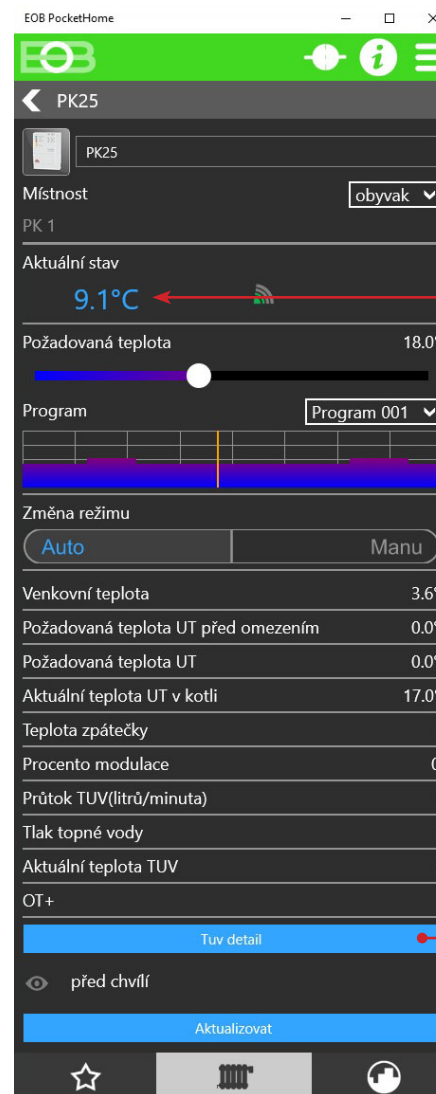 EOB PocketHome
EOB
PK25
PK25
Místnost obyvak
PK 1
Aktuální stav
9.1°C
Požadovaná teplota 18.0°
Program Program 001
Změna režimu
Auto Manu
Venkovní teplota 3.6°
Požadovaná teplota UT před omezením 0.0°
Požadovaná teplota UT 0.0°
Aktuální teplota UT v kotli 17.0°
Teplota zpátečky
Procento modulace 0
Průtok TUV(litrů/minuta)
Tlak topné vody
Aktuální teplota TUV
OT+
Tuv detail
před chvílí
Aktualizovat